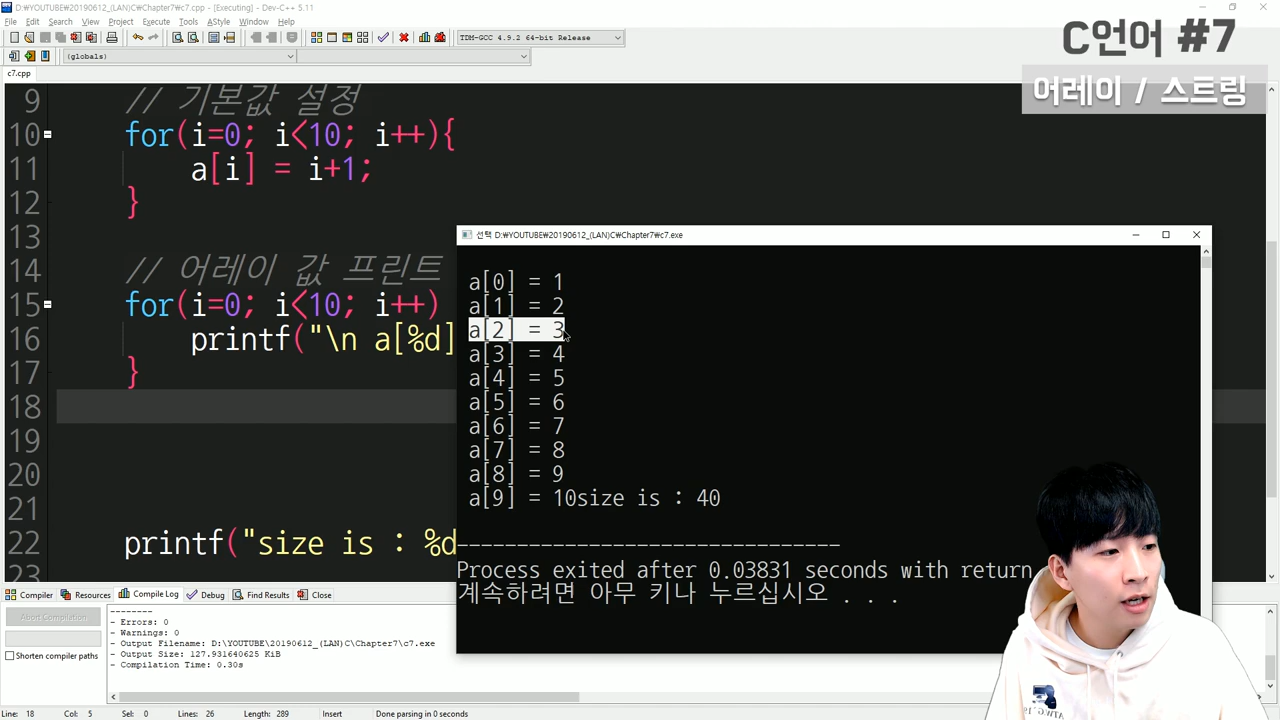 D:\YOUTUBE\20190612_(LAN)C\Chapter7\c7.cpp - [Executing] - Dev-C++ 5.11
File Edit Search View Project Execute Tools AStyle Window Help
TDM-GCC 4.9.2 64-bit Release
(globals)
C언어 #7
어레이 / 스트링
c7.cpp
9 // 기본값 설정
10 for(i=0; i<10; i++){
11 a[i] = i+1;
12 }
13
14 // 어레이 값 프린트
15 for(i=0; i<10; i++)
16 printf("\n a[%d]
17 }
18
19
20
22 printf("size is : %d
23
선택 D:₩YOUTUBE₩20190612_(LAN)C₩Chapter7₩c7.exe
a[0] = 1
a[1] = 2
a[2] = 3
a[3] = 4
a[4] = 5
a[5] = 6
a[6] = 7
a[7] = 8
a[8] = 9
a[9] = 10size is : 40
--------------------------------
Process exited after 0.03831 seconds with return
계속하려면 아무 키나 누르십시오 . . .
Compiler Resources Compile Log Debug Find Results Close
Abort Compilation
Shorten compiler paths
--------
- Errors: 0
- Warnings: 0
- Output Filename: D:\YOUTUBE\20190612_(LAN)C\Chapter7\c7.exe
- Output Size: 127.931640625 KiB
- Compilation Time: 0.30s
Line: 18 Col: 5 Sel: 0 Lines: 26 Length: 289 Insert Done parsing in 0 seconds